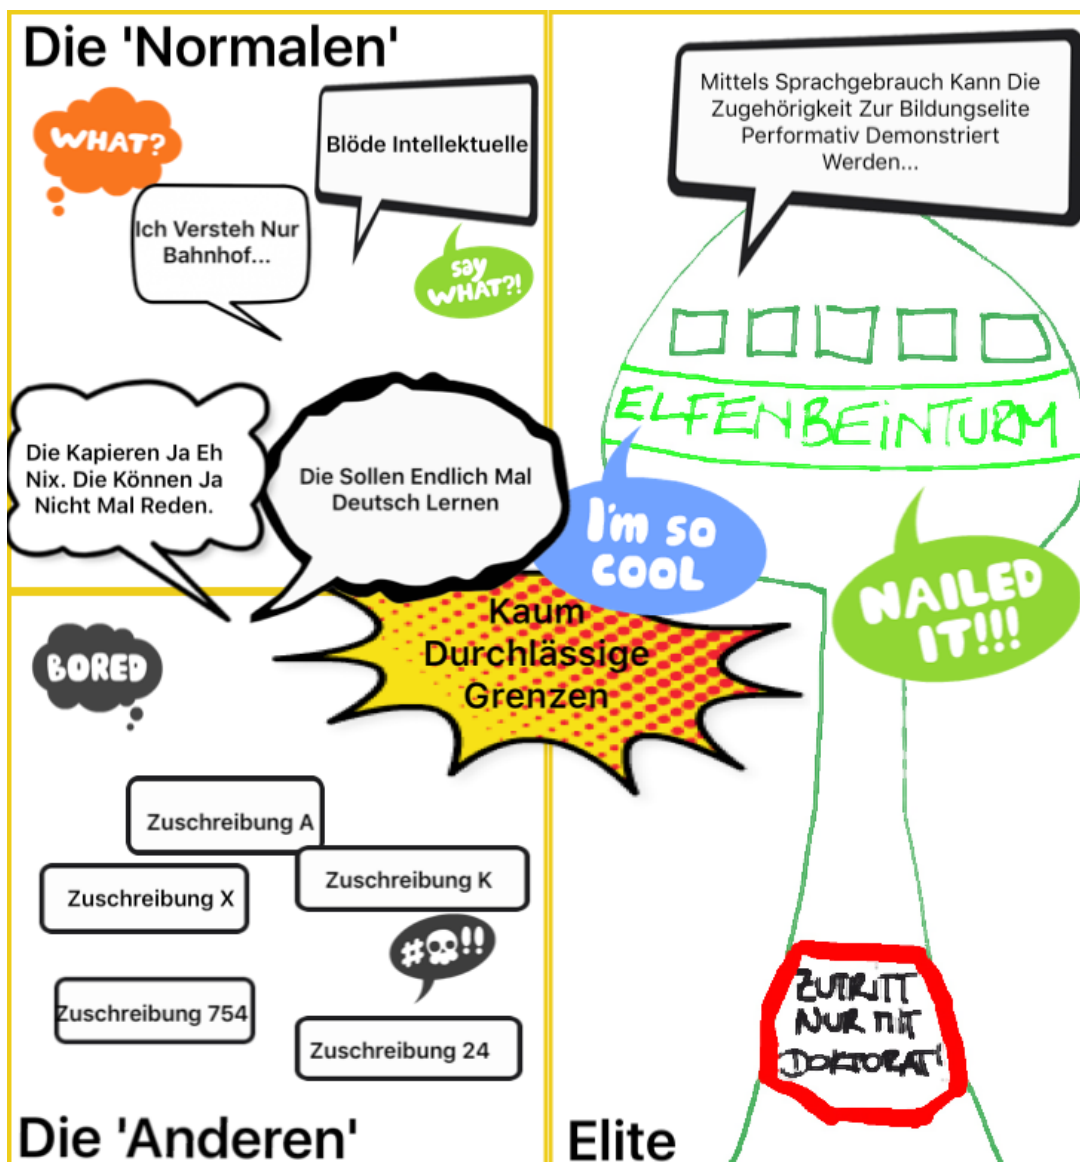 Die 'Normalen'
WHAT?
Blöde Intellektuelle
Ich Versteh Nur
Bahnhof...
say
WHAT?!
Die Kapieren Ja Eh
Nix. Die Können Ja
Nicht Mal Reden.
Die Sollen Endlich Mal
Deutsch Lernen
Mittels Sprachgebrauch Kann Die
Zugehörigkeit Zur Bildungselite
Performativ Demonstriert
Werden...
ELFENBEINTURM
I'm so
COOL
NAILED
IT!!!
Kaum
Durchlässige
Grenzen
BORED
Zuschreibung A
Zuschreibung K
Zuschreibung X
#☠!!
Zuschreibung 754
Zuschreibung 24
Die 'Anderen'
ZUTRITT
NUR MIT
DOKTORAT!
Elite